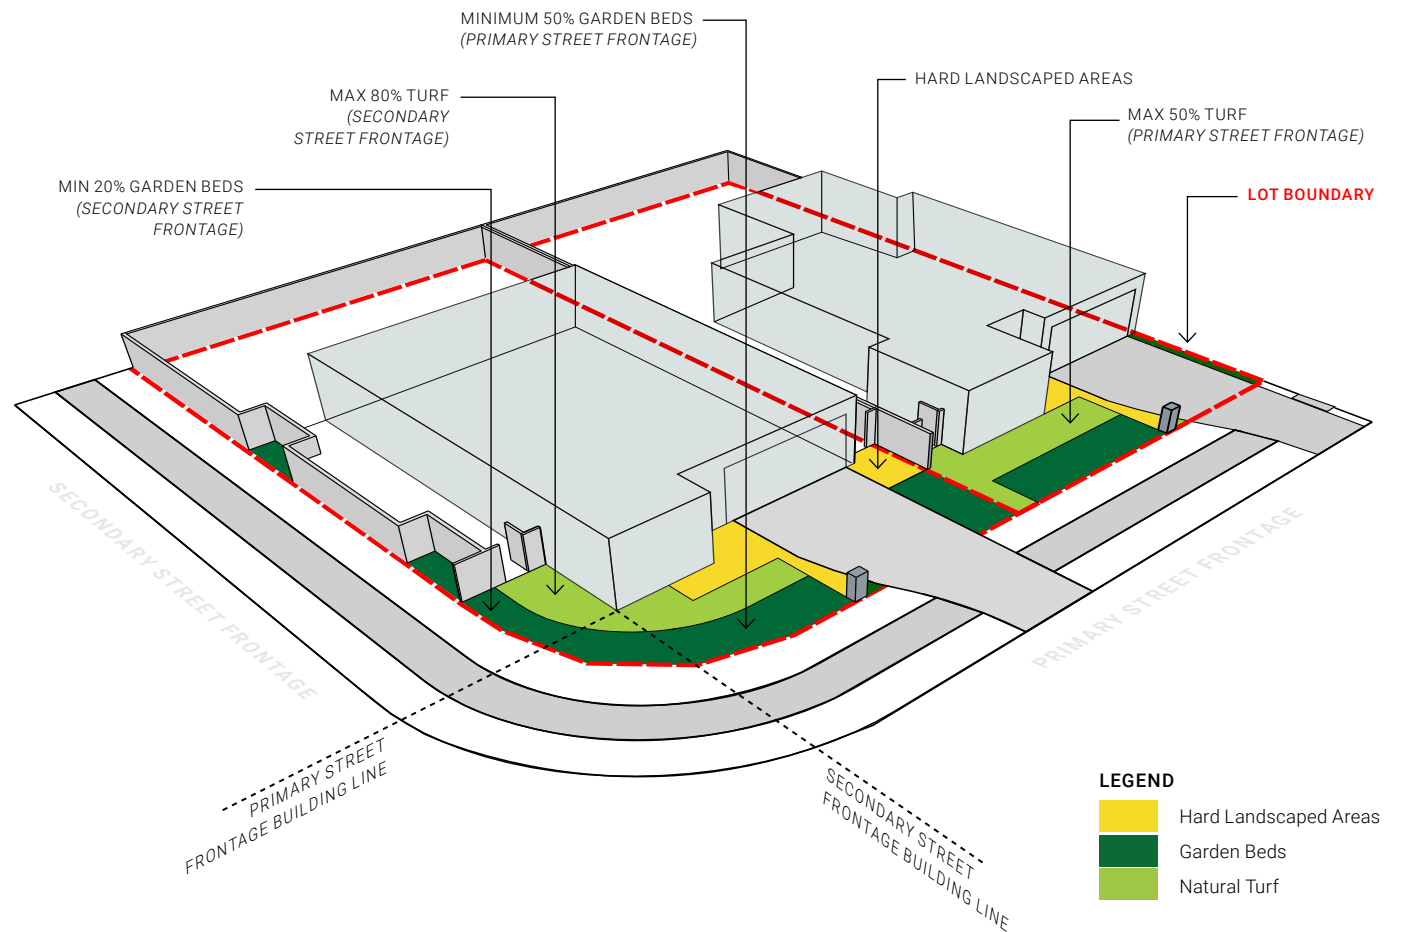 MINIMUM 50% GARDEN BEDS
(PRIMARY STREET FRONTAGE)
HARD LANDSCAPED AREAS
MAX 80% TURF
(SECONDARY
STREET FRONTAGE)
MAX 50% TURF
(PRIMARY STREET FRONTAGE)
MIN 20% GARDEN BEDS
(SECONDARY STREET
FRONTAGE)
LOT BOUNDARY
SECONDARY STREET FRONTAGE
PRIMARY STREET FRONTAGE
PRIMARY STREET
FRONTAGE BUILDING LINE
SECONDARY STREET
FRONTAGE BUILDING LINE
LEGEND
Hard Landscaped Areas
Garden Beds
Natural Turf